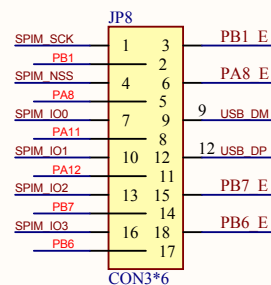 JP8
SPIM_SCK 1 3 PB1_E
PB1 2
SPIM_NSS 4 6 PA8_E
PA8 5
SPIM_IO0 7 9 9 USB_DM
PA11 8
SPIM_IO1 10 12 12 USB_DP
PA12 11
SPIM_IO2 13 15 PB7_E
PB7 14
SPIM_IO3 16 18 PB6_E
PB6 17
CON3*6